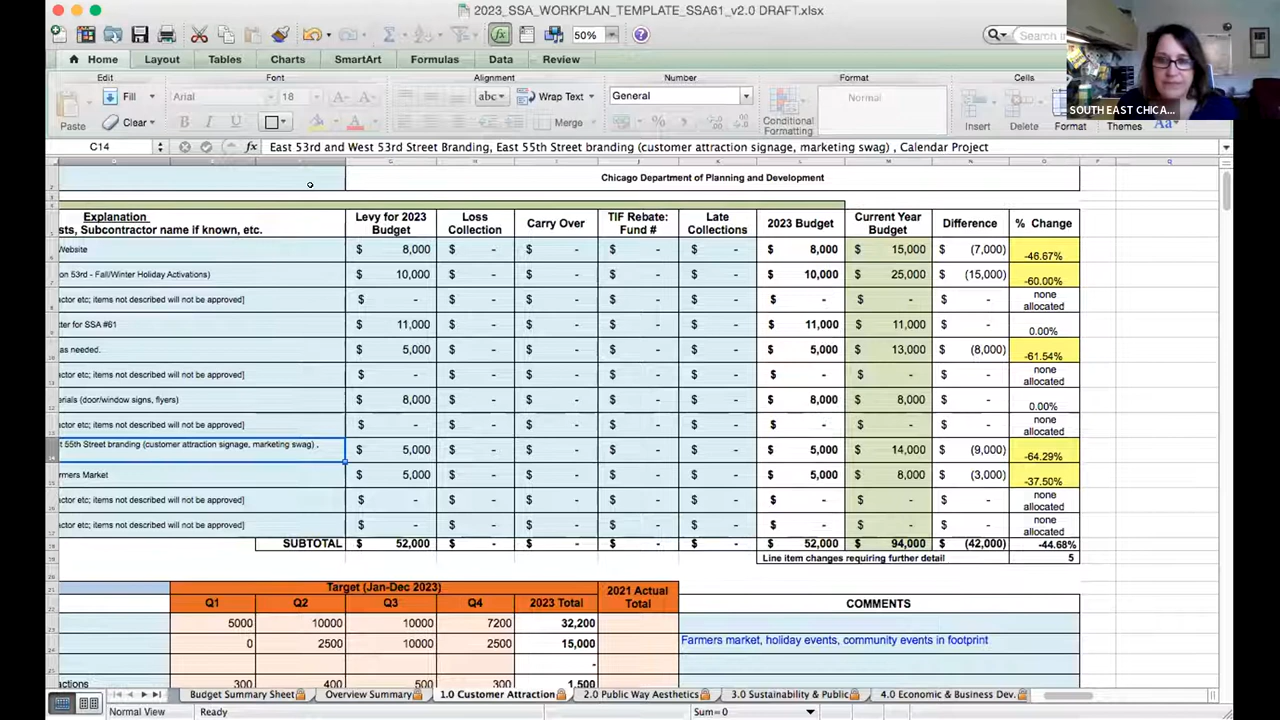 2023_SSA_WORKPLAN_TEMPLATE_SSA61_v2.0 DRAFT.xlsx
50%
Search in
Home Layout Tables Charts SmartArt Formulas Data Review
Edit Font Alignment Number Format Cells
Fill Arial 18 A A abc Wrap Text General Normal
Paste Clear B I U A Merge % Conditional Formatting Insert Delete Format Themes Aa
SOUTH EAST CHICA...
C14 fx East 53rd and West 53rd Street Branding, East 55th Street branding (customer attraction signage, marketing swag) , Calendar Project
Chicago Department of Planning and Development
Explanation Levy for 2023 Loss Carry Over TIF Rebate: Late 2023 Budget Current Year Difference % Change
sts, Subcontractor name if known, etc. Budget Collection Fund # Collections Budget
Website $ 8,000 $ - $ - $ - $ - $ 8,000 $ 15,000 $ (7,000) -46.67%
on 53rd - Fall/Winter Holiday Activations) $ 10,000 $ - $ - $ - $ - $ 10,000 $ 25,000 $ (15,000) -60.00%
actor etc; items not described will not be approved] $ - $ - $ - $ - $ - $ - $ - $ - none allocated
tter for SSA #61 $ 11,000 $ - $ - $ - $ - $ 11,000 $ 11,000 $ - 0.00%
as needed. $ 5,000 $ - $ - $ - $ - $ 5,000 $ 13,000 $ (8,000) -61.54%
actor etc; items not described will not be approved] $ - $ - $ - $ - $ - $ - $ - $ - none allocated
erials (door/window signs, flyers) $ 8,000 $ - $ - $ - $ - $ 8,000 $ 8,000 $ - 0.00%
actor etc; items not described will not be approved] $ - $ - $ - $ - $ - $ - $ - $ - none allocated
t 55th Street branding (customer attraction signage, marketing swag) , $ 5,000 $ - $ - $ - $ - $ 5,000 $ 14,000 $ (9,000) -64.29%
rmers Market $ 5,000 $ - $ - $ - $ - $ 5,000 $ 8,000 $ (3,000) -37.50%
actor etc; items not described will not be approved] $ - $ - $ - $ - $ - $ - $ - $ - none allocated
actor etc; items not described will not be approved] $ - $ - $ - $ - $ - $ - $ - $ - none allocated
SUBTOTAL $ 52,000 $ - $ - $ - $ - $ 52,000 $ 94,000 $ (42,000) -44.68%
Line item changes requiring further detail 5
Target (Jan-Dec 2023) 2021 Actual Total
Q1 Q2 Q3 Q4 2023 Total COMMENTS
5000 10000 10000 7200 32,200
0 2500 10000 2500 15,000 Farmers market, holiday events, community events in footprint
-
actions 300 400 500 300 1,500
Budget Summary Sheet Overview Summary 1.0 Customer Attraction 2.0 Public Way Aesthetics 3.0 Sustainability & Public 4.0 Economic & Business Dev.
Normal View Ready Sum=0